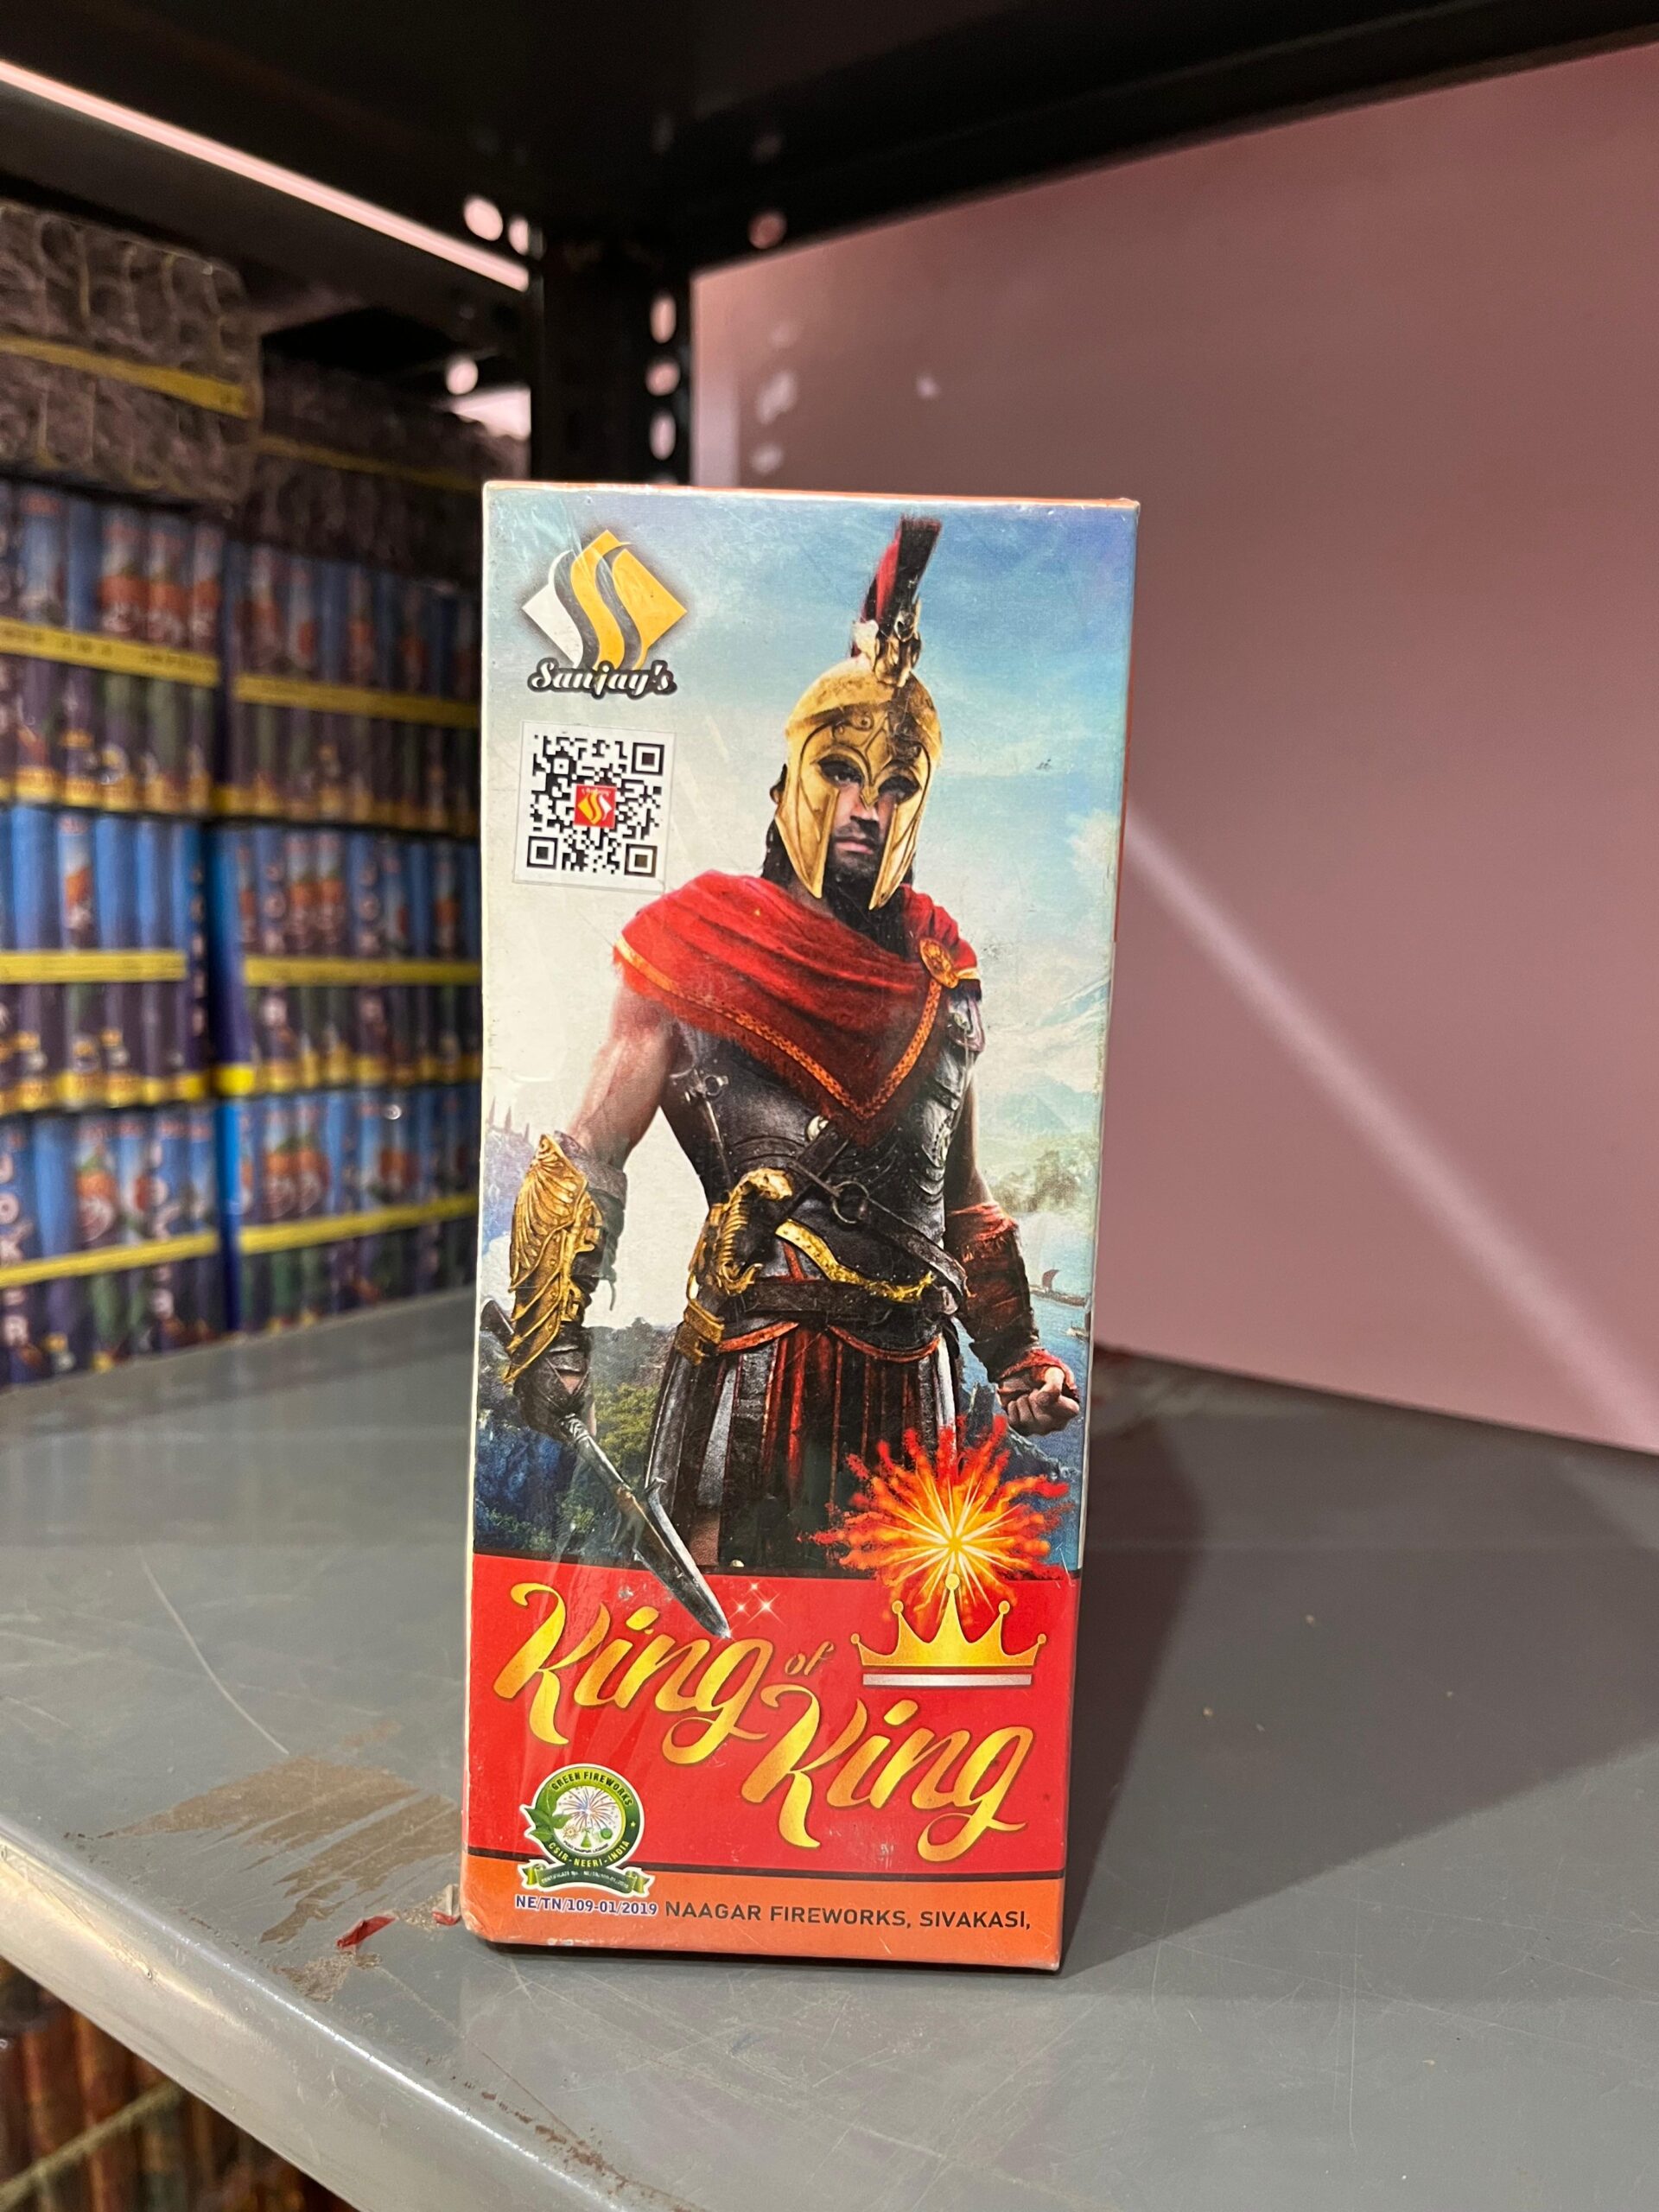 Sanjay's
King of
King
GREEN FIREWORKS
CSIR-NEERI-INDIA
NE/TN/109-01/2019 NAAGAR FIREWORKS, SIVAKASI,